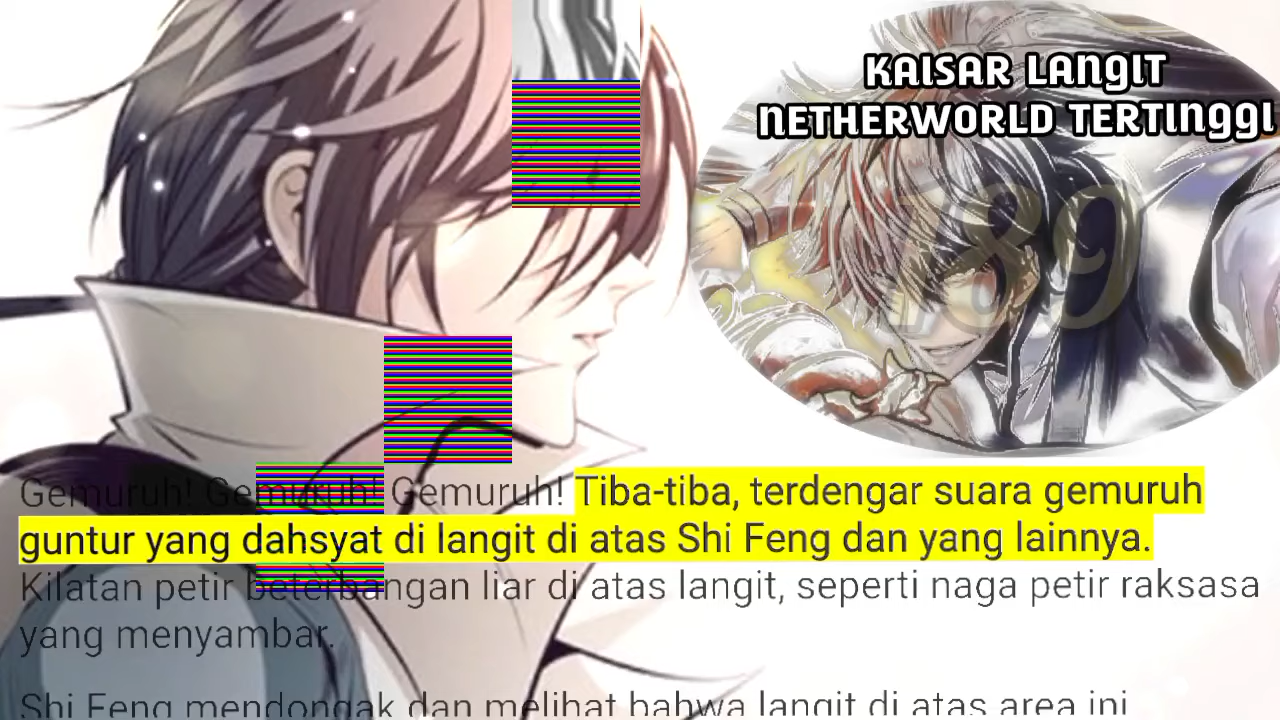 KAISAR LANGIT
NETHERWORLD TERTINGGI
189
Gemuruh! Gemuruh! Gemuruh! Tiba-tiba, terdengar suara gemuruh
guntur yang dahsyat di langit di atas Shi Feng dan yang lainnya.
Kilatan petir beterbangan liar di atas langit, seperti naga petir raksasa
yang menyambar.
Shi Feng mendongak dan melihat bahwa langit di atas area ini